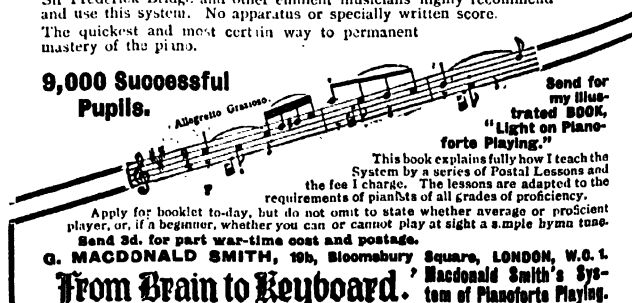 Sir Frederick Bridge and other eminent musicians highly recommend
and use this system. No apparatus or specially written score.
The quickest and most certain way to permanent
mastery of the piano.
9,000 Successful
Pupils.
Allegretto Grazioso.
Send for
my illus-
trated BOOK,
"Light on Piano-
forte Playing."
This book explains fully how I teach the
System by a series of Postal Lessons and
the fee I charge. The lessons are adapted to the
requirements of pianists of all grades of proficiency.
Apply for booklet to-day, but do not omit to state whether average or proficient
player, or, if a beginner, whether you can or cannot play at sight a simple hymn tune.
Send 3d. for part war-time cost and postage.
G. MACDONALD SMITH, 19b, Bloomsbury Square, LONDON, W.C.1.
From Brain to Keyboard.' Macdonald Smith's Sys-
tem of Pianoforte Playing.